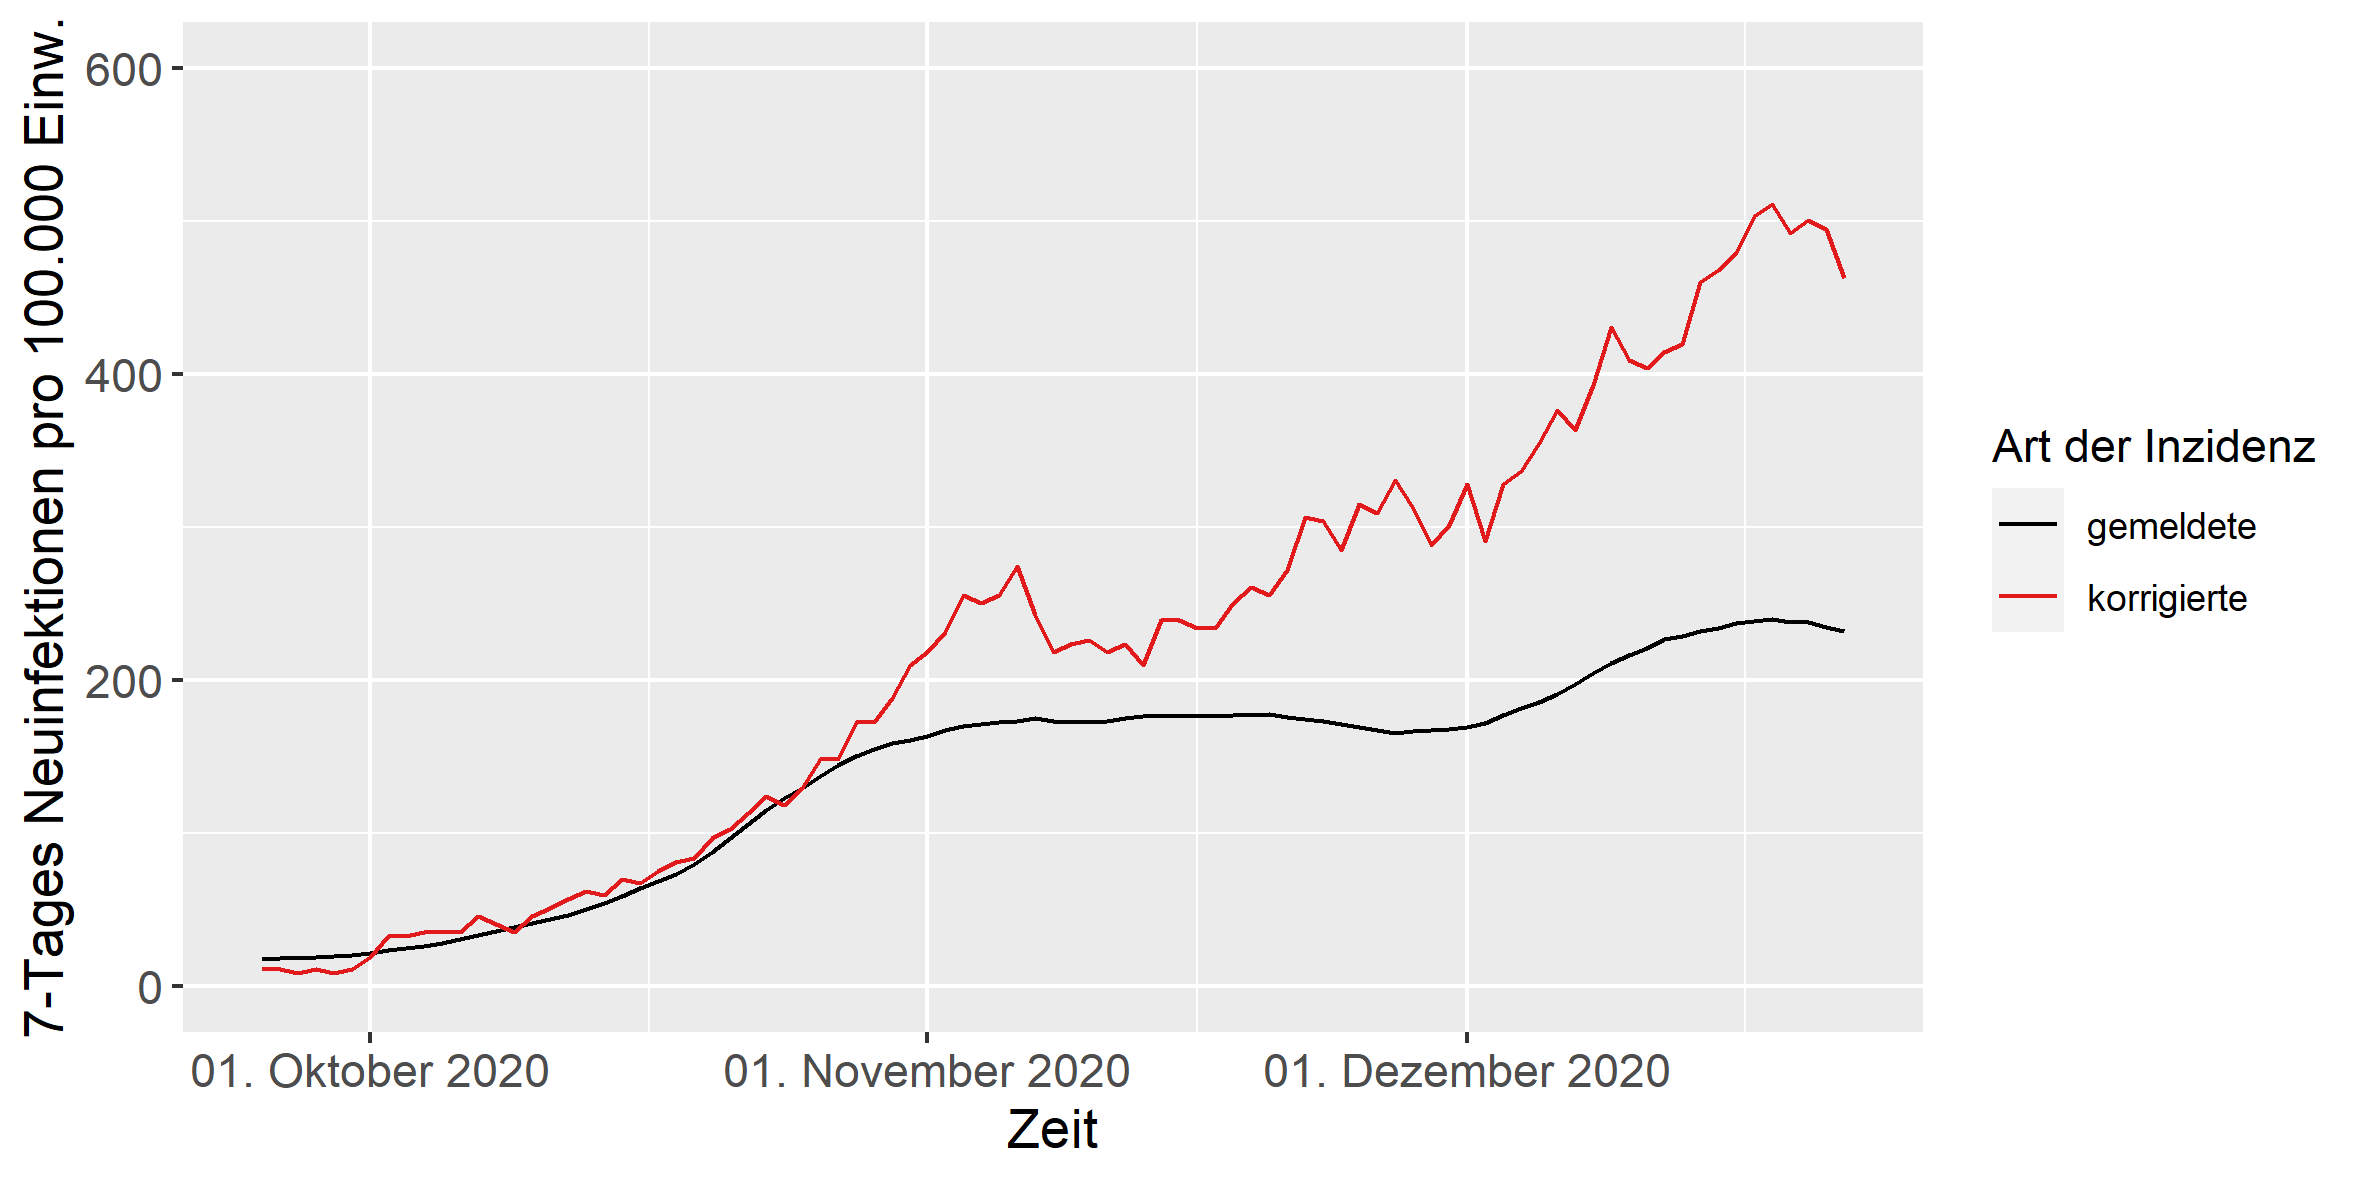 7-Tages Neuinfektionen pro 100.000 Einw.
600
400
200
0
01. Oktober 2020
01. November 2020
01. Dezember 2020
Zeit
Art der Inzidenz
gemeldete
korrigierte